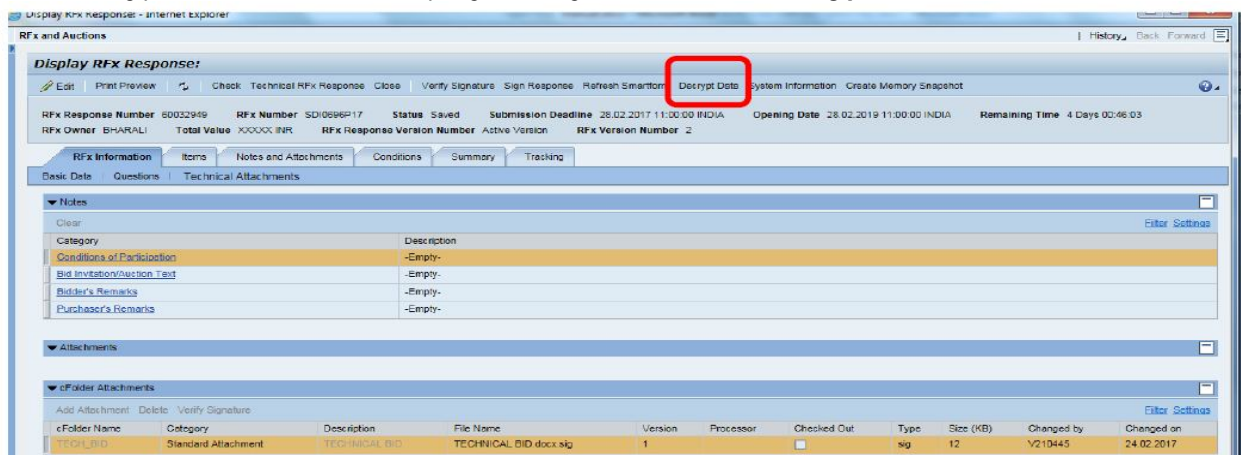 Display RFx Response: - Internet Explorer
RFx and Auctions | History Back Forward
Display RFx Response:
Edit Print Preview Check Technical RFx Response Close Verify Signature Sign Response Refresh Smartform Decrypt Data System Information Create Memory Snapshot
RFx Response Number 60032949 RFx Number SDI0696P17 Status Saved Submission Deadline 28.02.2017 11:00:00 INDIA Opening Date 28.02.2019 11:00:00 INDIA Remaining Time 4 Days 00:46:03
RFx Owner BHARALI Total Value XXXXX INR RFx Response Version Number Active Version RFx Version Number 2
RFx Information Items Notes and Attachments Conditions Summary Tracking
Basic Data | Questions | Technical Attachments
Notes
Clear Filter Settings
Category Description
Conditions of Participation -Empty-
Bid Invitation/Auction Text -Empty-
Bidder's Remarks -Empty-
Purchaser's Remarks -Empty-
Attachments
cFolder Attachments
Add Attachment Delete Verify Signature Filter Settings
cFolder Name Category Description File Name Version Processor Checked Out Type Size (KB) Changed by Changed on
TECH_BID Standard Attachment TECHNICAL BID TECHNICAL BID.docx.sig 1 sig 12 V210445 24.02.2017